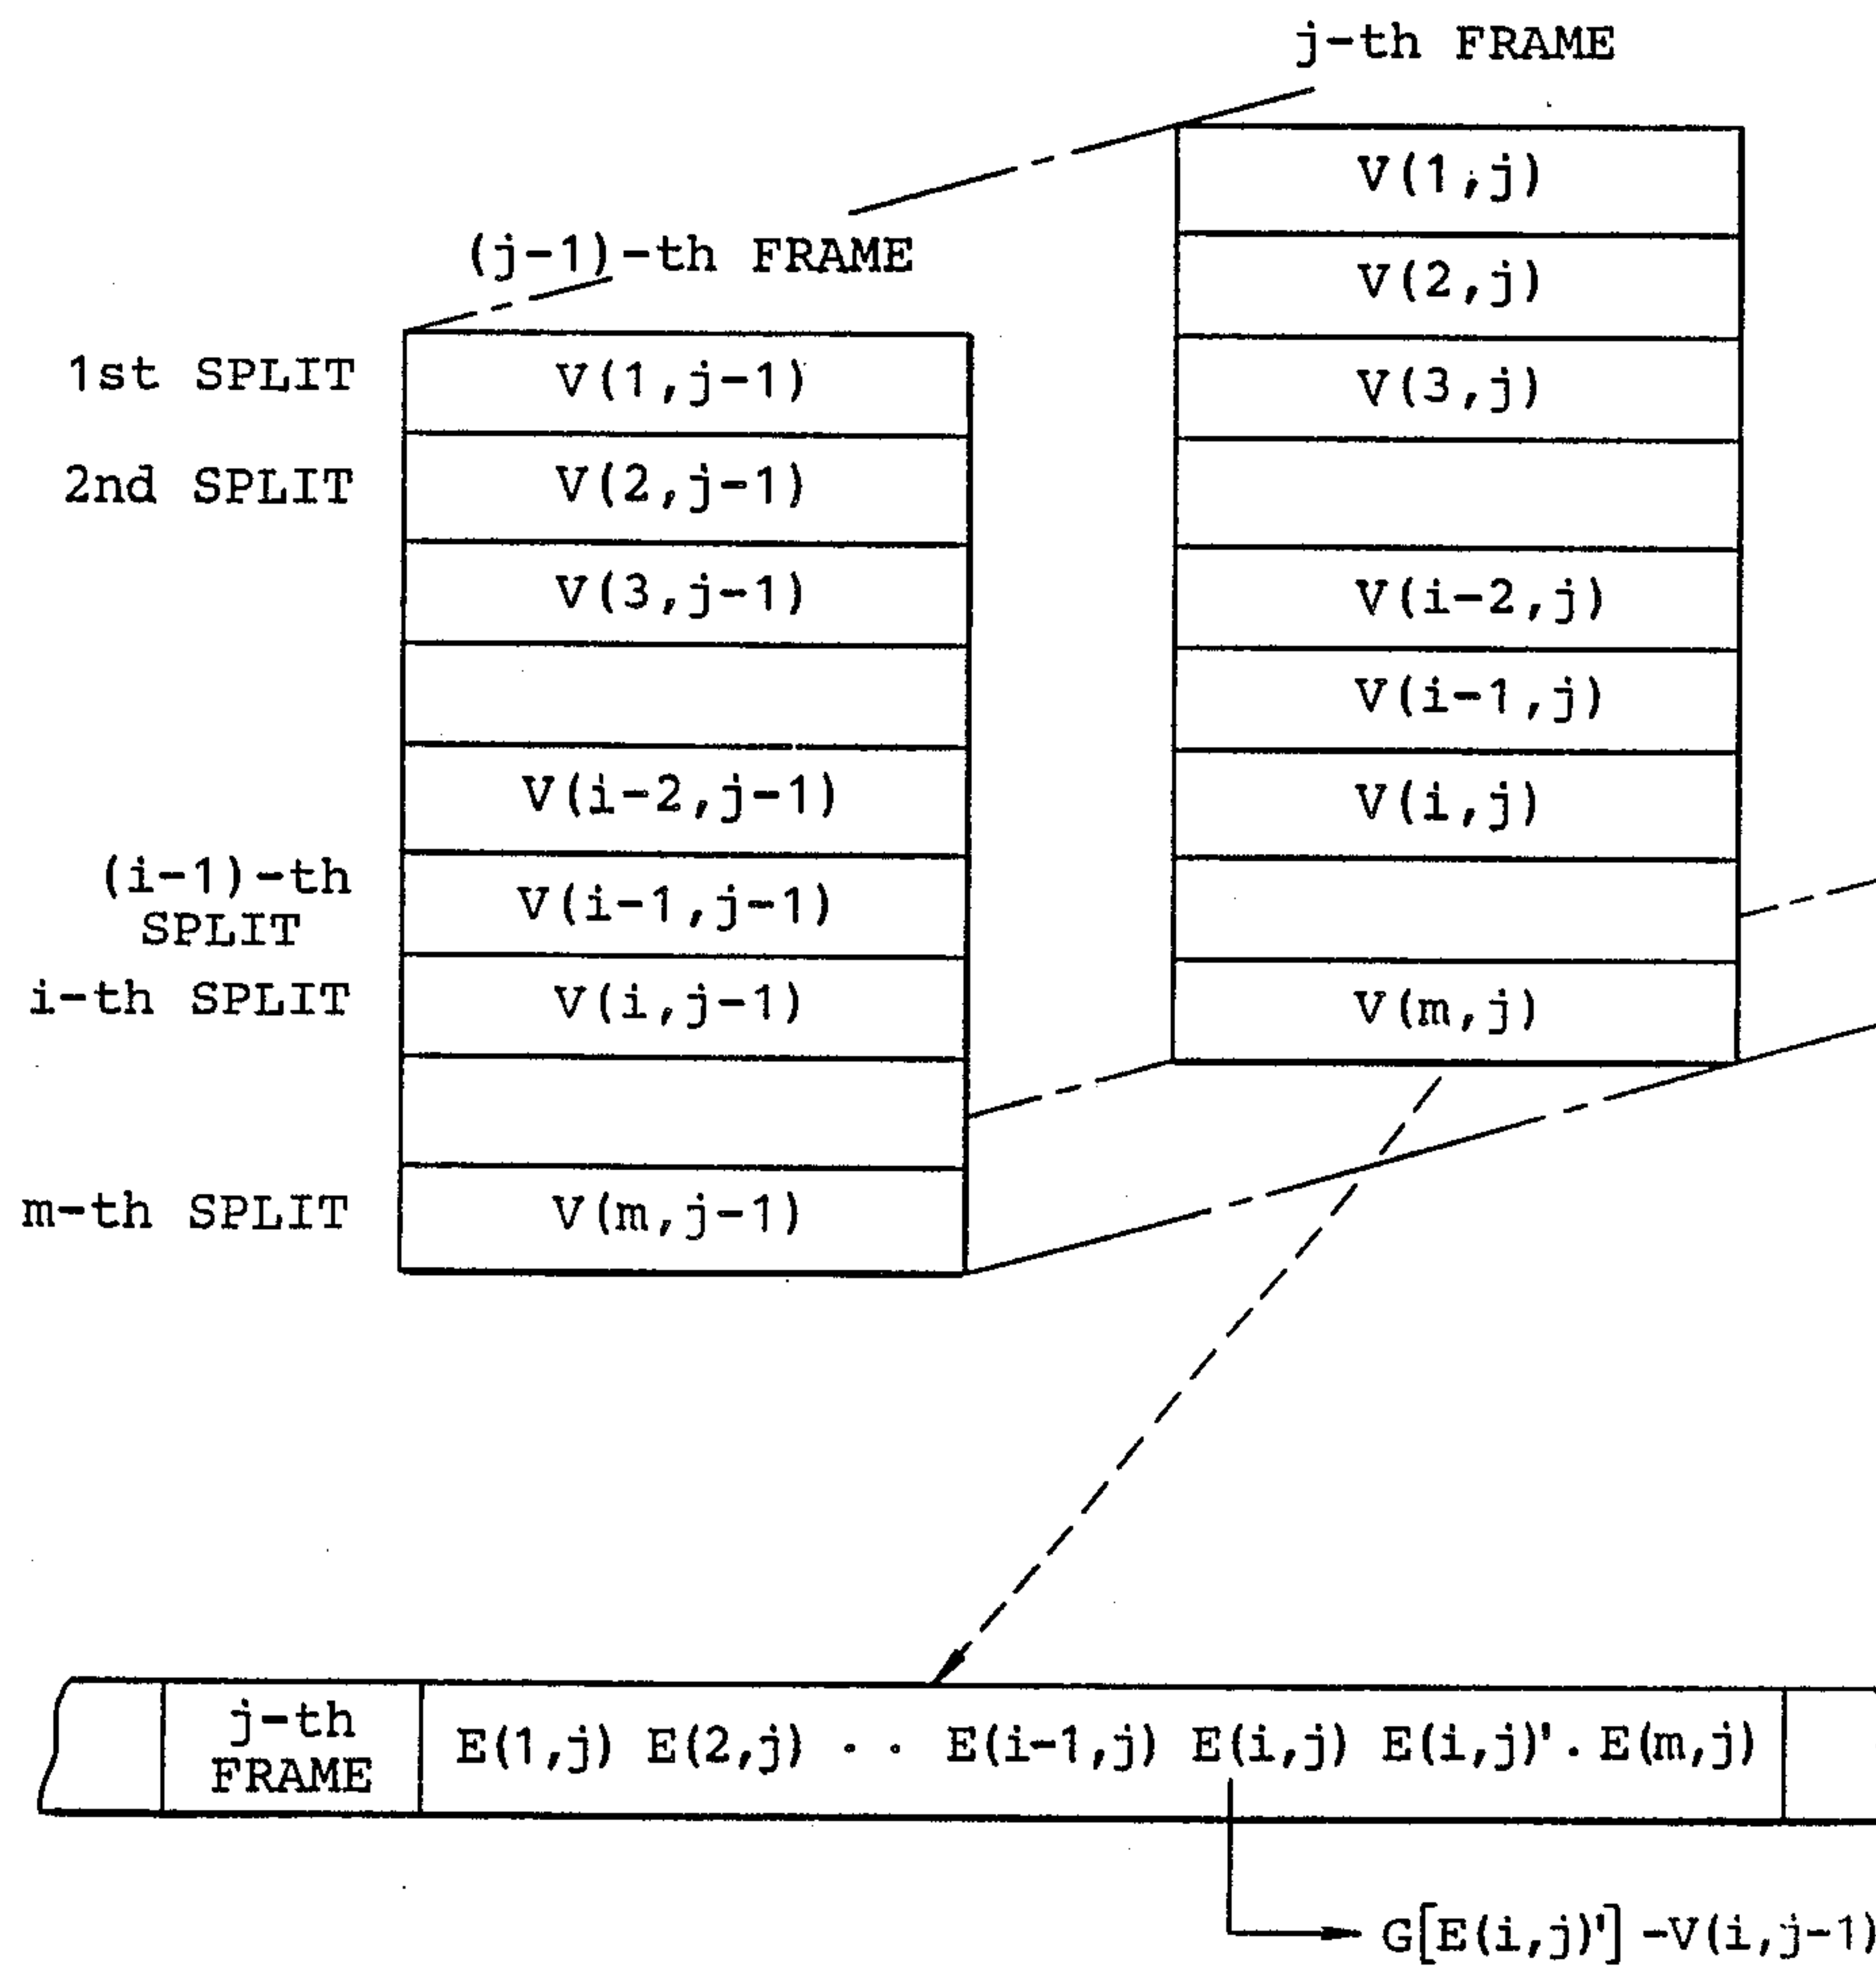 j-th FRAME
V(1,j)
V(2,j)
V(3,j)
V(i-2,j)
V(i-1,j)
V(i,j)
V(m,j)
(j-1)-th FRAME
1st SPLIT
V(1,j-1)
2nd SPLIT
V(2,j-1)
V(3,j-1)
V(i-2,j-1)
(i-1)-th
SPLIT
V(i-1,j-1)
i-th SPLIT
V(i,j-1)
m-th SPLIT
V(m,j-1)
j-th
FRAME
E(1,j) E(2,j) · · E(i-1,j) E(i,j) E(i,j)'. E(m,j)
G[E(i,j)'] -V(i,j-1)